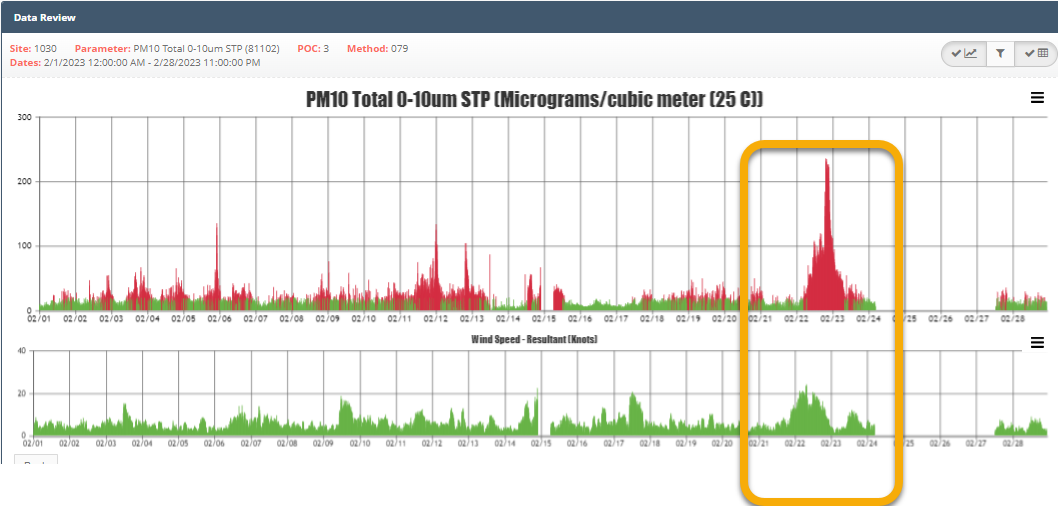 Data Review
Site: 1030 Parameter: PM10 Total 0-10um STP (81102) POC: 3 Method: 079
Dates: 2/1/2023 12:00:00 AM - 2/28/2023 11:00:00 PM
PM10 Total 0-10um STP (Micrograms/cubic meter (25 C))
300
200
100
0
02/01 02/02 02/03 02/04 02/05 02/06 02/07 02/08 02/09 02/10 02/11 02/12 02/13 02/14 02/15 02/16 02/17 02/18 02/19 02/20 02/21 02/22 02/23 02/24 02/25 02/26 02/27 02/28
Wind Speed - Resultant (Knots)
40
20
0
02/01 02/02 02/03 02/04 02/05 02/06 02/07 02/08 02/09 02/10 02/11 02/12 02/13 02/14 02/15 02/16 02/17 02/18 02/19 02/20 02/21 02/22 02/23 02/24 02/25 02/26 02/27 02/28